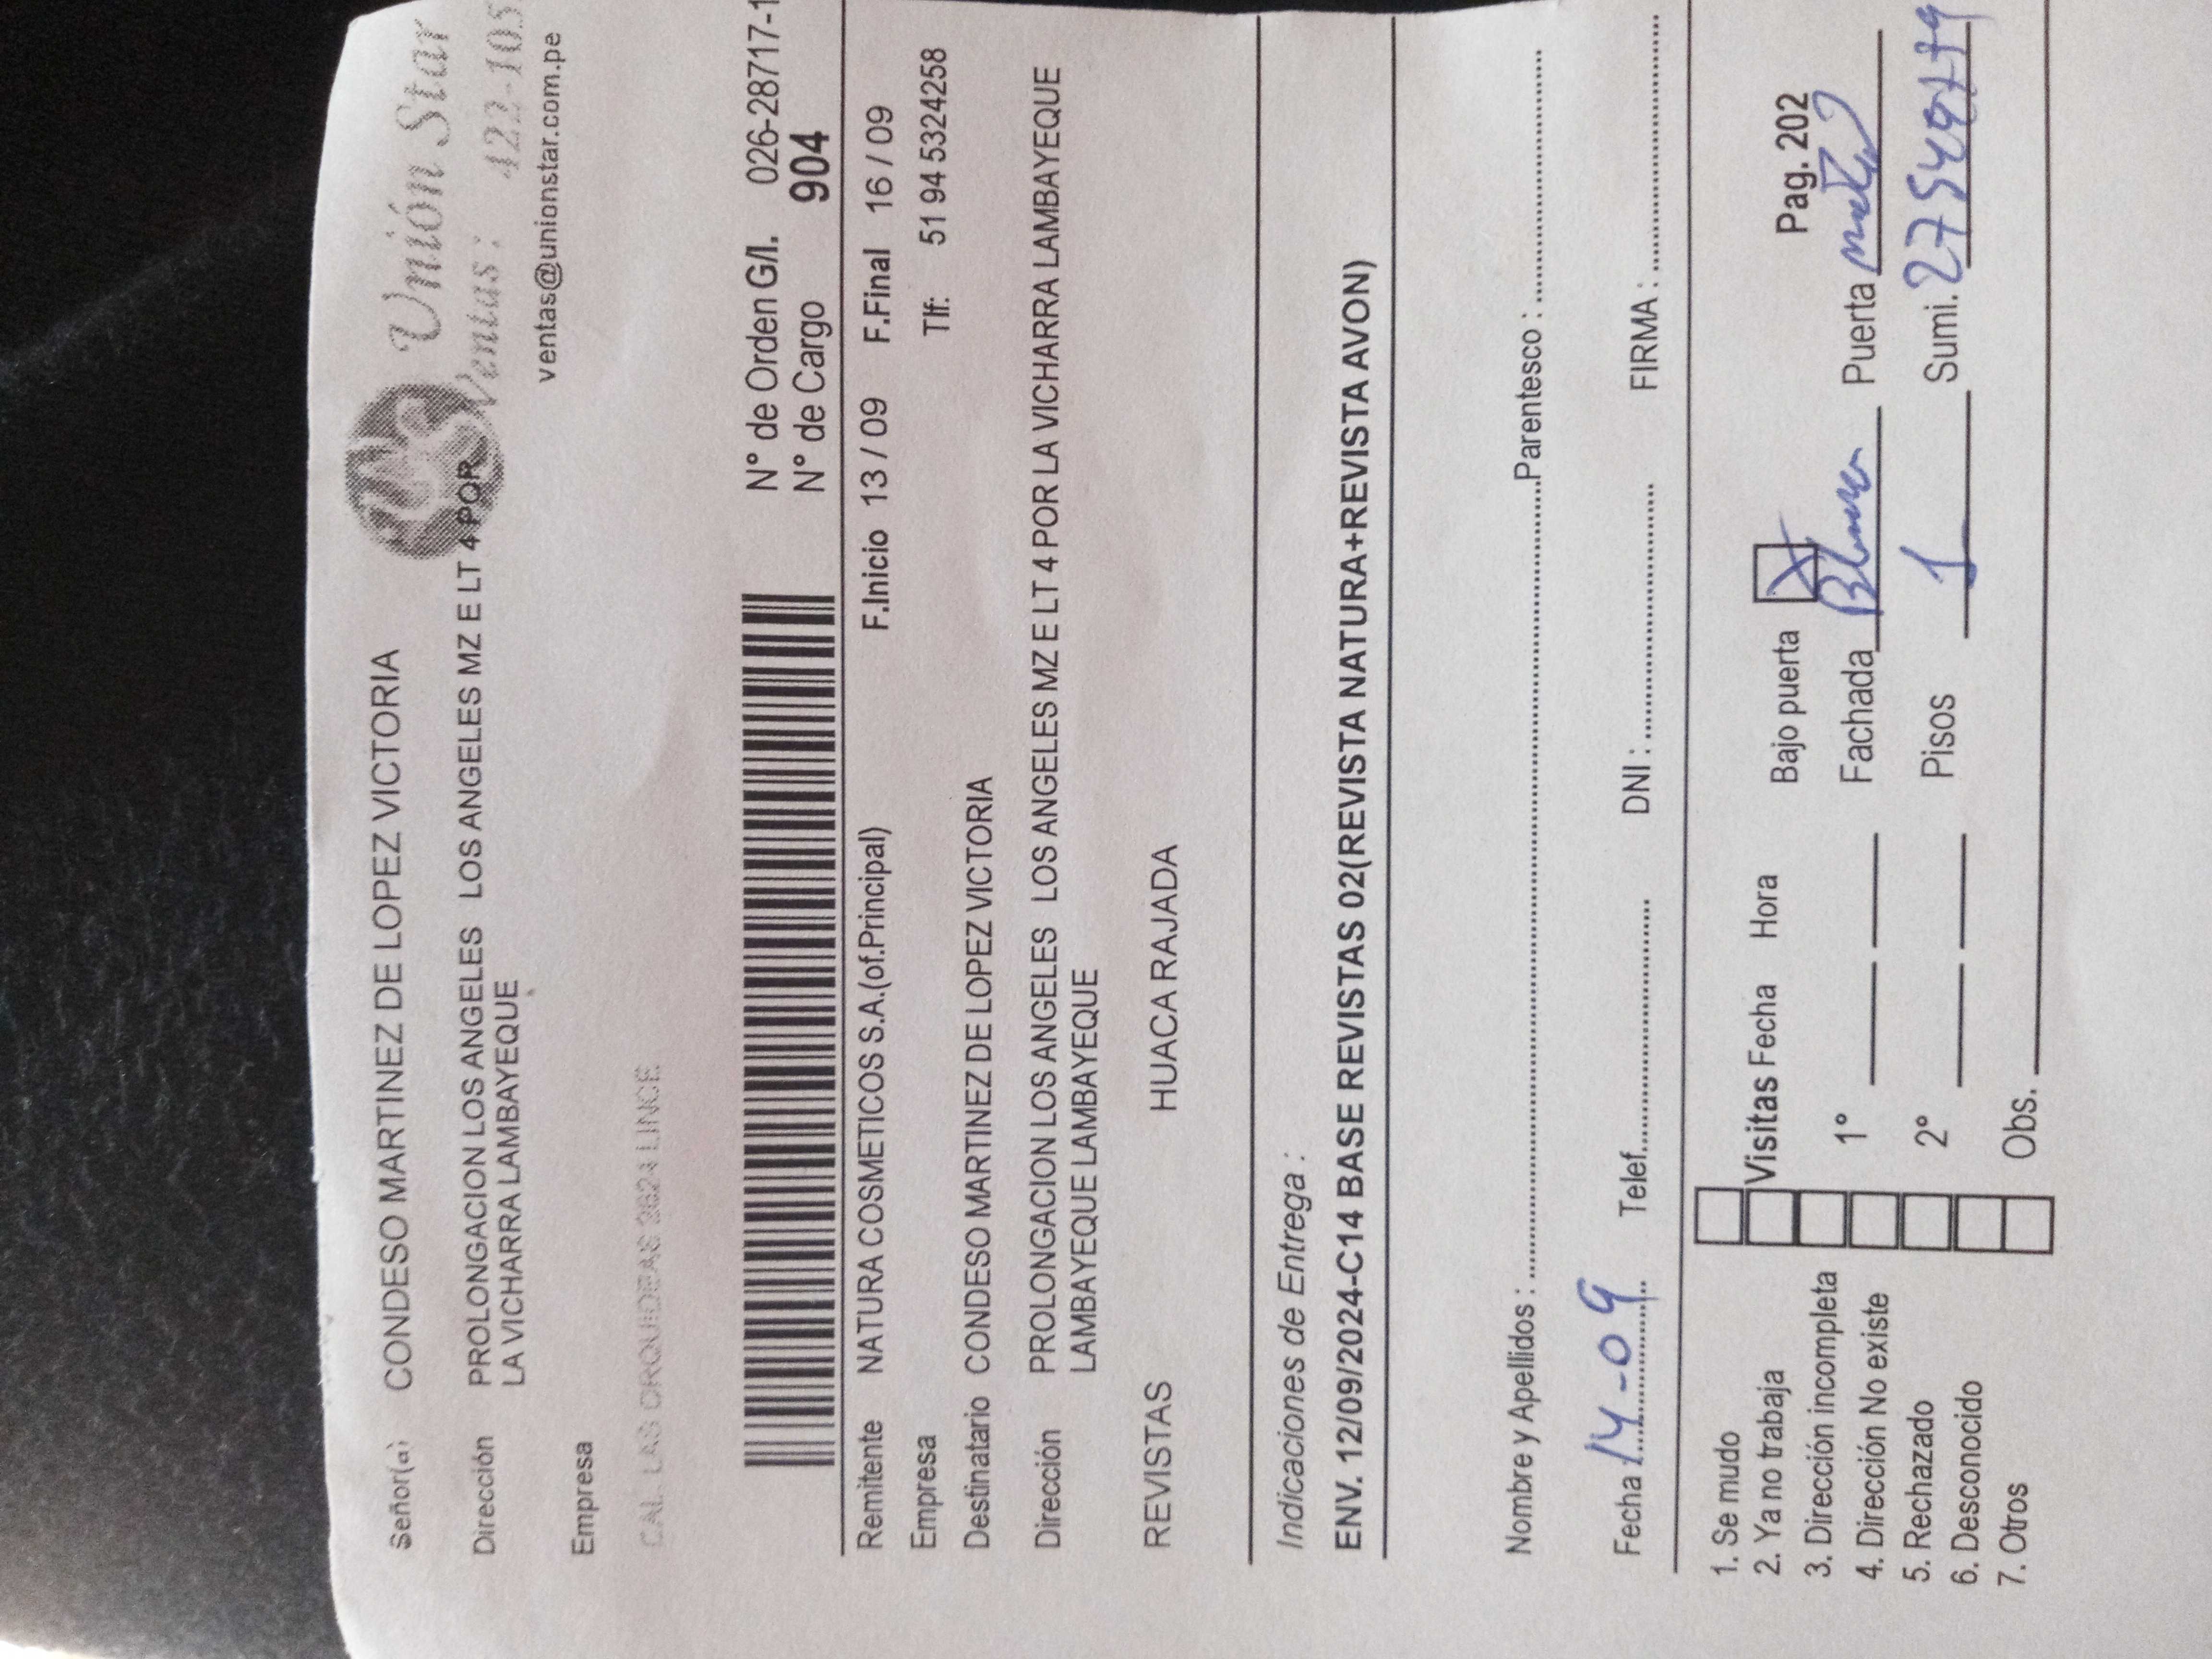 Señor(a) CONDESO MARTINEZ DE LOPEZ VICTORIA
Unión Star
Dirección PROLONGACION LOS ANGELES LOS ANGELES MZ E LT 4 POR
LA VICHARRA LAMBAYEQUE
Ventas: 422-105
ventas@unionstar.com.pe
Empresa
CAL. LAS ORQUIDEAS 2624 LINCE
N° de Orden G/I. 026-28717-1
N° de Cargo 904
Remitente NATURA COSMETICOS S.A.(of.Principal) F.Inicio 13 / 09 F.Final 16 / 09
Empresa Tlf: 51 94 5324258
Destinatario CONDESO MARTINEZ DE LOPEZ VICTORIA
Dirección PROLONGACION LOS ANGELES LOS ANGELES MZ E LT 4 POR LA VICHARRA LAMBAYEQUE
LAMBAYEQUE LAMBAYEQUE
REVISTAS HUACA RAJADA
Indicaciones de Entrega :
ENV. 12/09/2024-C14 BASE REVISTAS 02(REVISTA NATURA+REVISTA AVON)
Nombre y Apellidos : Parentesco :
Fecha 14-09 Telef. DNI : FIRMA :
1. Se mudo
2. Ya no trabaja Visitas Fecha Hora Bajo puerta X Pag. 202
3. Dirección incompleta
4. Dirección No existe 1° Fachada Puerta
5. Rechazado
6. Desconocido 2° Pisos 1 Sumi.
7. Otros Obs.